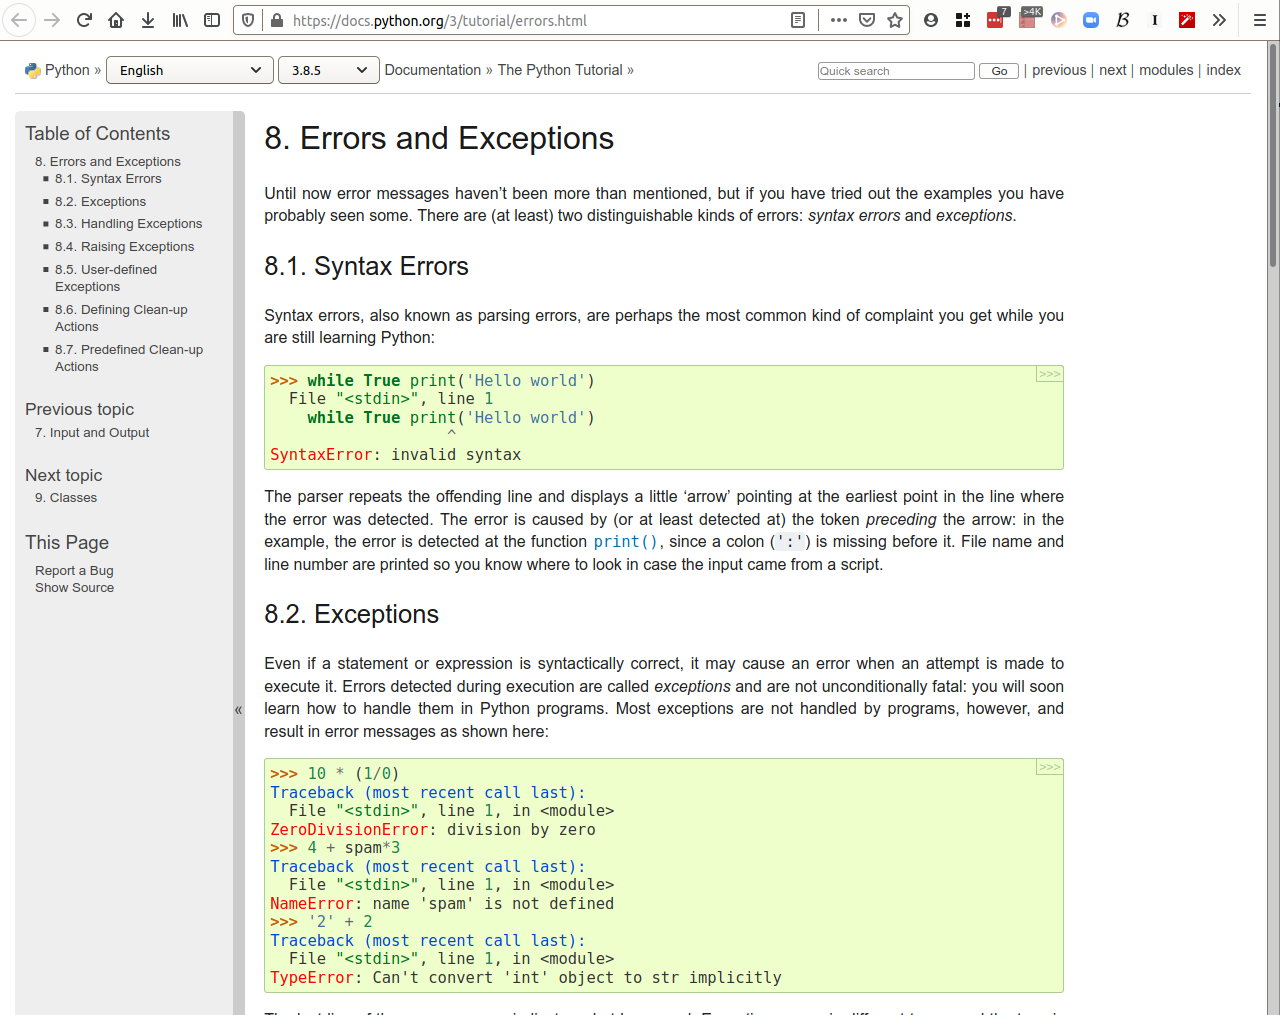 https://docs.python.org/3/tutorial/errors.html
7
>4K
Python » English 3.8.5 Documentation » The Python Tutorial »
Quick search Go | previous | next | modules | index
Table of Contents
8. Errors and Exceptions
8.1. Syntax Errors
8.2. Exceptions
8.3. Handling Exceptions
8.4. Raising Exceptions
8.5. User-defined
Exceptions
8.6. Defining Clean-up
Actions
8.7. Predefined Clean-up
Actions
Previous topic
7. Input and Output
Next topic
9. Classes
This Page
Report a Bug
Show Source
«
8. Errors and Exceptions
Until now error messages haven’t been more than mentioned, but if you have tried out the examples you have
probably seen some. There are (at least) two distinguishable kinds of errors: syntax errors and exceptions.
8.1. Syntax Errors
Syntax errors, also known as parsing errors, are perhaps the most common kind of complaint you get while you
are still learning Python:
>>>
>>> while True print('Hello world')
  File "<stdin>", line 1
    while True print('Hello world')
                   ^
SyntaxError: invalid syntax
The parser repeats the offending line and displays a little ‘arrow’ pointing at the earliest point in the line where
the error was detected. The error is caused by (or at least detected at) the token preceding the arrow: in the
example, the error is detected at the function print(), since a colon (':') is missing before it. File name and
line number are printed so you know where to look in case the input came from a script.
8.2. Exceptions
Even if a statement or expression is syntactically correct, it may cause an error when an attempt is made to
execute it. Errors detected during execution are called exceptions and are not unconditionally fatal: you will soon
learn how to handle them in Python programs. Most exceptions are not handled by programs, however, and
result in error messages as shown here:
>>>
>>> 10 * (1/0)
Traceback (most recent call last):
  File "<stdin>", line 1, in <module>
ZeroDivisionError: division by zero
>>> 4 + spam*3
Traceback (most recent call last):
  File "<stdin>", line 1, in <module>
NameError: name 'spam' is not defined
>>> '2' + 2
Traceback (most recent call last):
  File "<stdin>", line 1, in <module>
TypeError: Can't convert 'int' object to str implicitly